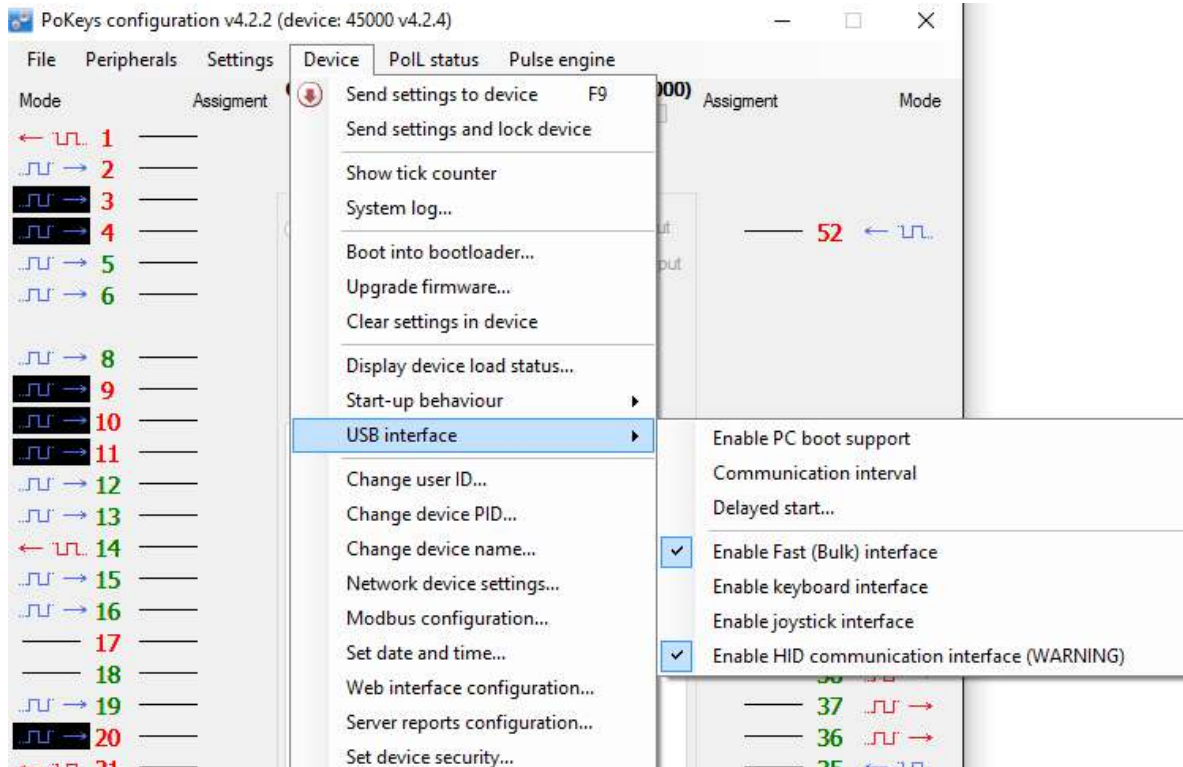 PoKeys configuration v4.2.2 (device: 45000 v4.2.4)
File Peripherals Settings Device PoIL status Pulse engine
Mode Assigment 000) Assigment Mode
1
2
3
4
5
6
8
9
10
11
12
13
14
15
16
17
18
19
20
Send settings to device F9
Send settings and lock device
Show tick counter
System log...
Boot into bootloader...
Upgrade firmware...
Clear settings in device
Display device load status...
Start-up behaviour
USB interface
Change user ID...
Change device PID...
Change device name...
Network device settings...
Modbus configuration...
Set date and time...
Web interface configuration...
Server reports configuration...
Set device security...
Enable PC boot support
Communication interval
Delayed start...
Enable Fast (Bulk) interface
Enable keyboard interface
Enable joystick interface
Enable HID communication interface (WARNING)
52
37
36